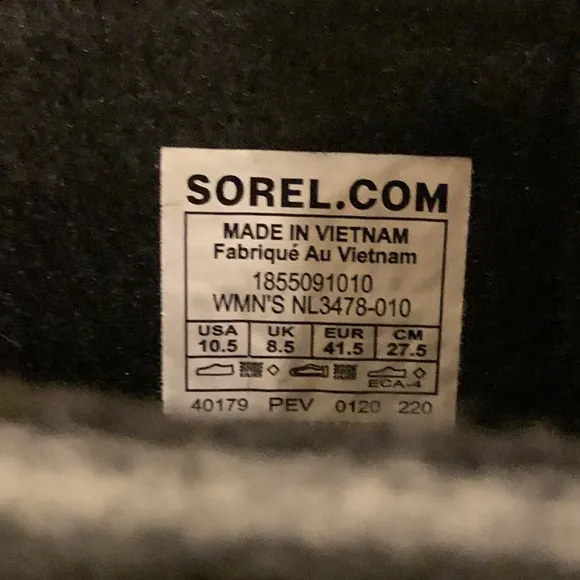 SOREL.COM
MADE IN VIETNAM
Fabriqué Au Vietnam
1855091010
WMN'S NL3478-010
USA UK EUR CM
10.5 8.5 41.5 27.5
ECA-4
40179 PEV 0120 220